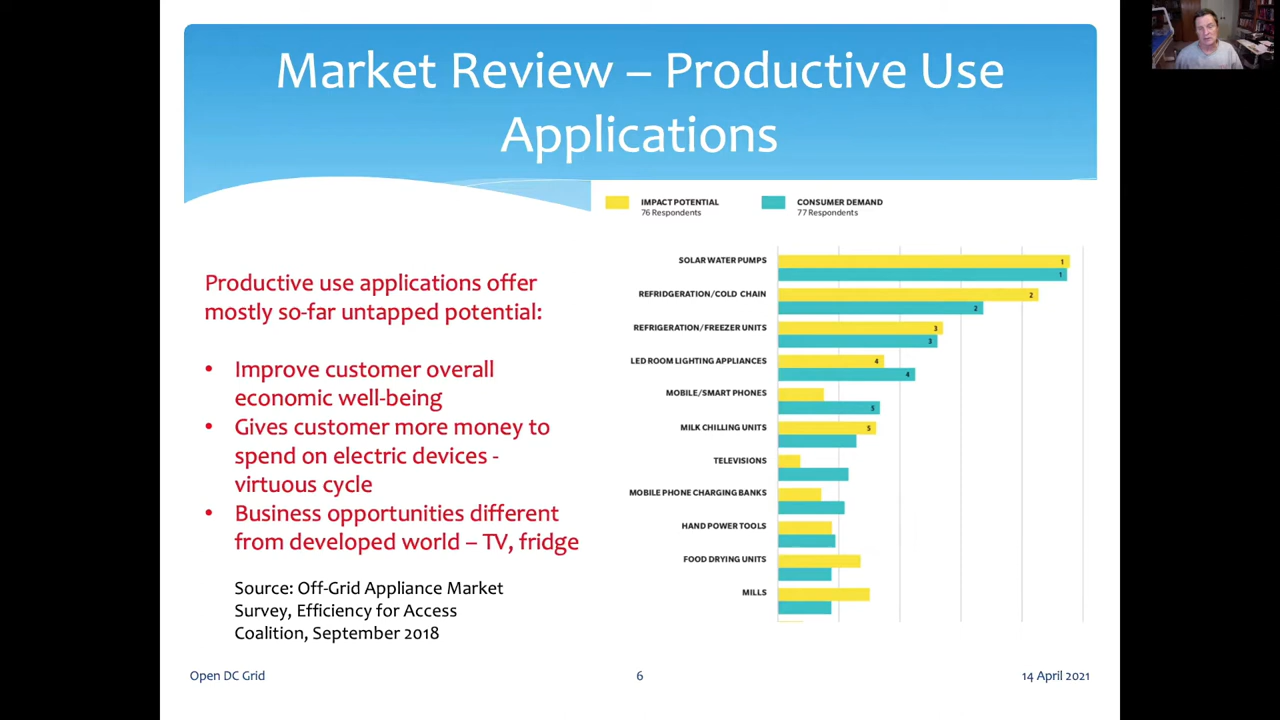 Market Review – Productive Use
Applications
IMPACT POTENTIAL
76 Respondents
CONSUMER DEMAND
77 Respondents
Productive use applications offer
mostly so-far untapped potential:
• Improve customer overall
economic well-being
• Gives customer more money to
spend on electric devices -
virtuous cycle
• Business opportunities different
from developed world – TV, fridge
Source: Off-Grid Appliance Market
Survey, Efficiency for Access
Coalition, September 2018
SOLAR WATER PUMPS
1
1
REFRIDGERATION/COLD CHAIN
2
2
REFRIGERATION/FREEZER UNITS
3
3
LED ROOM LIGHTING APPLIANCES
4
4
MOBILE/SMART PHONES
5
MILK CHILLING UNITS
5
TELEVISIONS
MOBILE PHONE CHARGING BANKS
HAND POWER TOOLS
FOOD DRYING UNITS
MILLS
Open DC Grid
6
14 April 2021